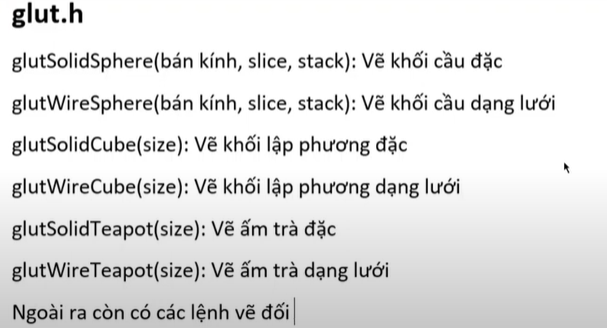 glut.h
glutSolidSphere(bán kính, slice, stack): Vẽ khối cầu đặc
glutWireSphere(bán kính, slice, stack): Vẽ khối cầu dạng lưới
glutSolidCube(size): Vẽ khối lập phương đặc
glutWireCube(size): Vẽ khối lập phương dạng lưới
glutSolidTeapot(size): Vẽ ấm trà đặc
glutWireTeapot(size): Vẽ ấm trà dạng lưới
Ngoài ra còn có các lệnh vẽ đối